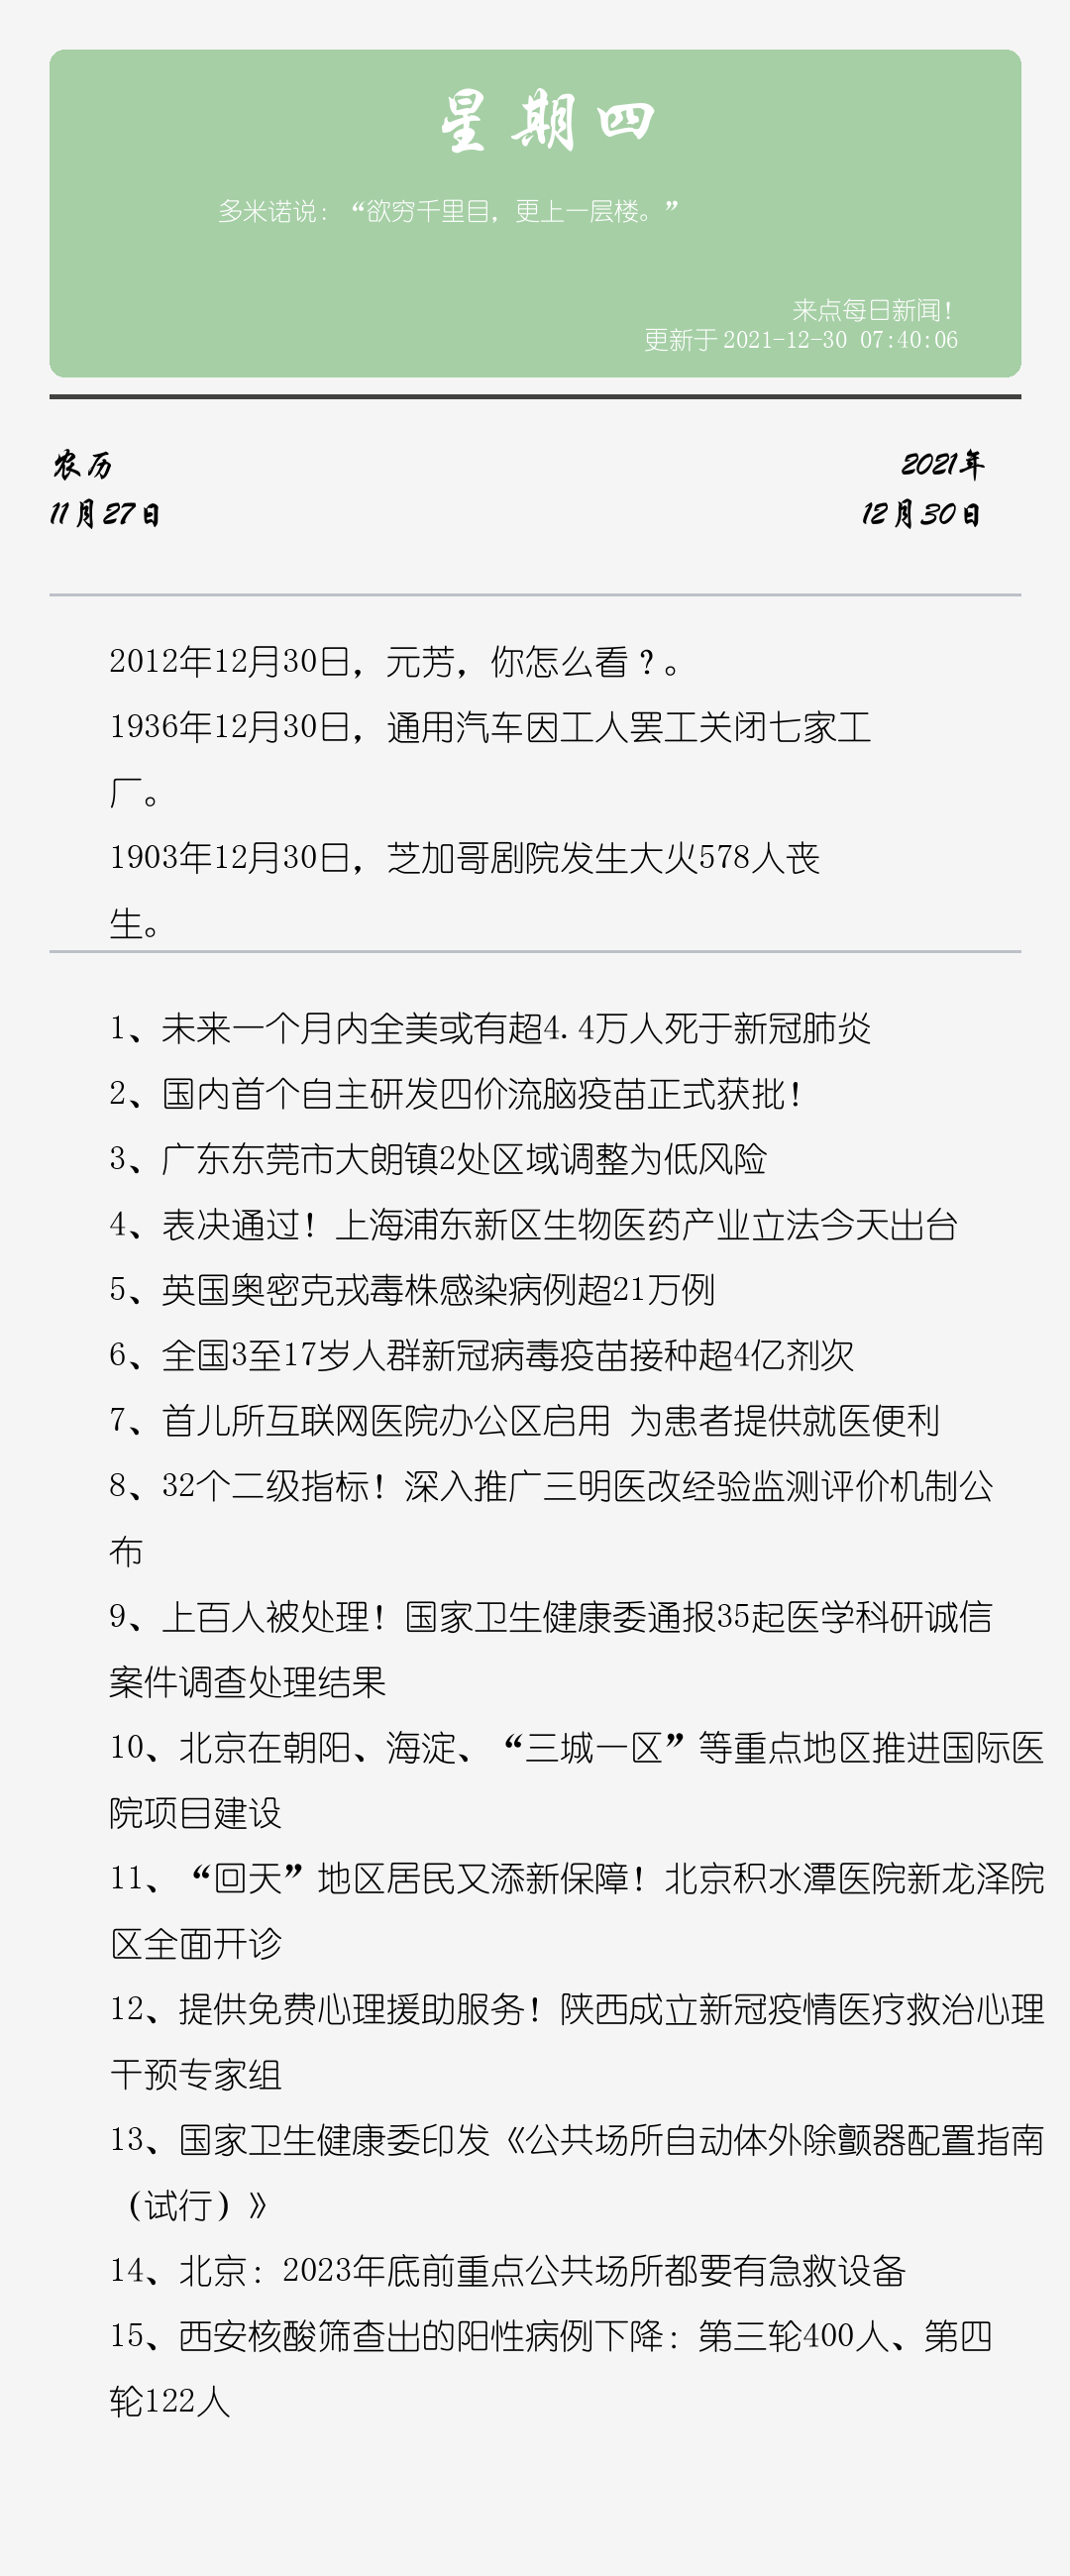 星期四
多米诺说：“欲穷千里目，更上一层楼。”
来点每日新闻！
更新于 2021-12-30 07:40:06
农历
2021年
11月27日
12月30日
2012年12月30日，元芳，你怎么看？。
1936年12月30日，通用汽车因工人罢工关闭七家工
厂。
1903年12月30日，芝加哥剧院发生大火578人丧
生。
1、未来一个月内全美或有超4.4万人死于新冠肺炎
2、国内首个自主研发四价流脑疫苗正式获批！
3、广东东莞市大朗镇2处区域调整为低风险
4、表决通过！上海浦东新区生物医药产业立法今天出台
5、英国奥密克戎毒株感染病例超21万例
6、全国3至17岁人群新冠病毒疫苗接种超4亿剂次
7、首儿所互联网医院办公区启用 为患者提供就医便利
8、32个二级指标！深入推广三明医改经验监测评价机制公
布
9、上百人被处理！国家卫生健康委通报35起医学科研诚信
案件调查处理结果
10、北京在朝阳、海淀、“三城一区”等重点地区推进国际医
院项目建设
11、“回天”地区居民又添新保障！北京积水潭医院新龙泽院
区全面开诊
12、提供免费心理援助服务！陕西成立新冠疫情医疗救治心理
干预专家组
13、国家卫生健康委印发《公共场所自动体外除颤器配置指南
（试行）》
14、北京：2023年底前重点公共场所都要有急救设备
15、西安核酸筛查出的阳性病例下降：第三轮400人、第四
轮122人